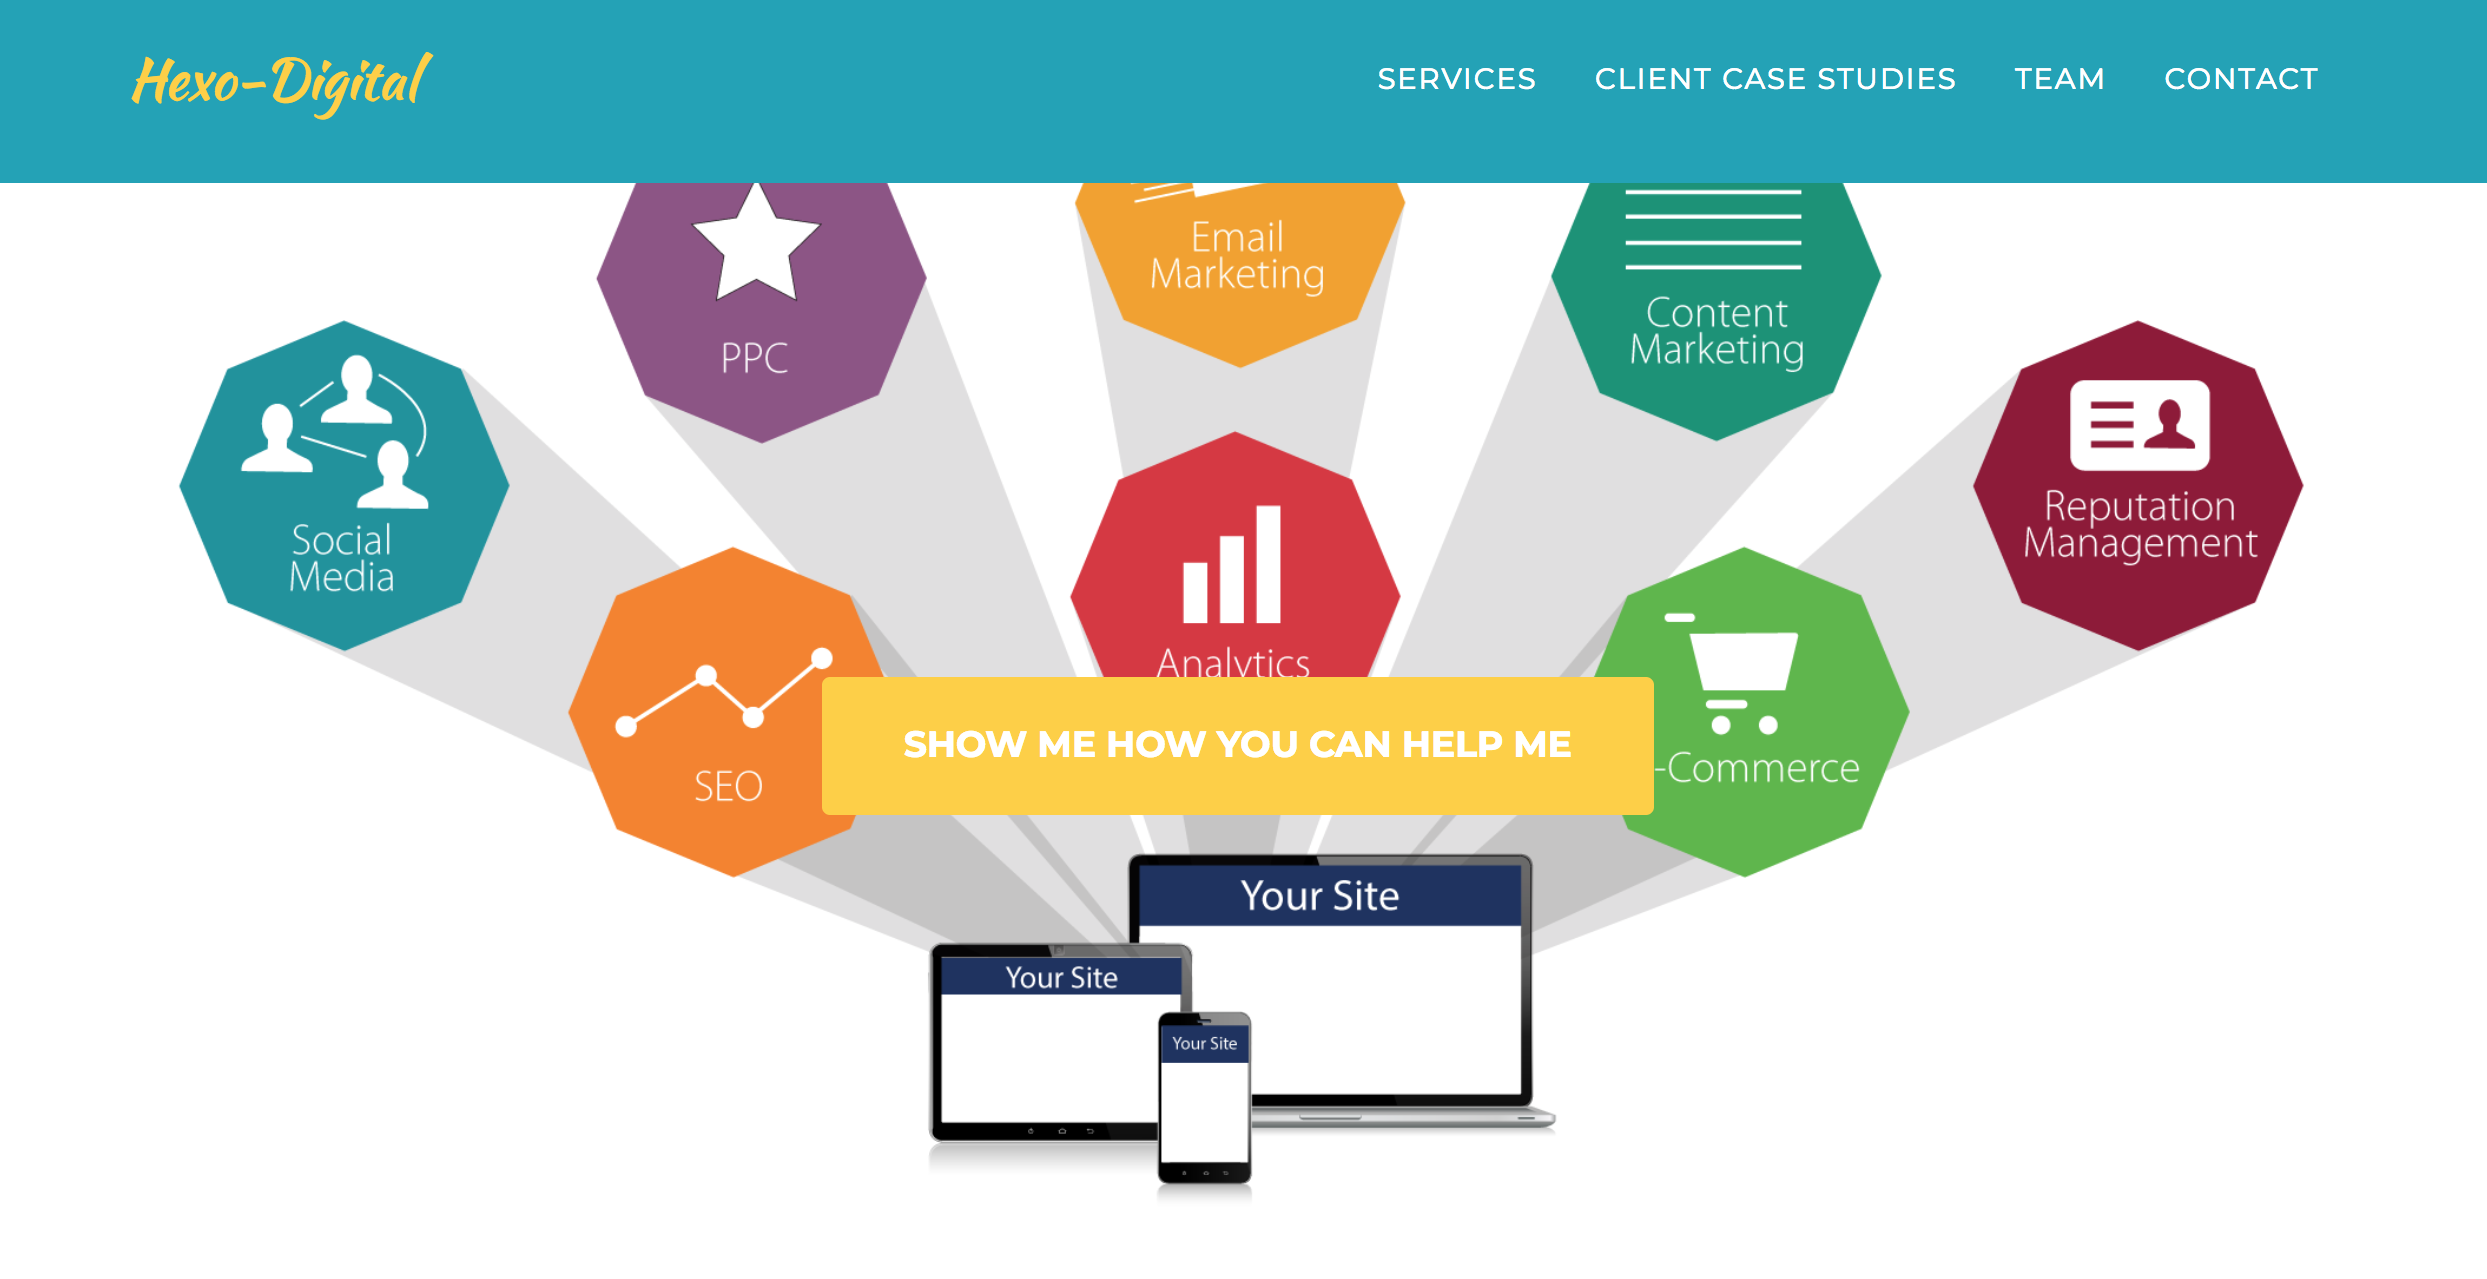 Hexo-Digital
SERVICES CLIENT CASE STUDIES TEAM CONTACT
Email
Marketing
Content
Marketing
PPC
Reputation
Management
Social
Media
Analytics
SHOW ME HOW YOU CAN HELP ME
-Commerce
SEO
Your Site
Your Site
Your Site